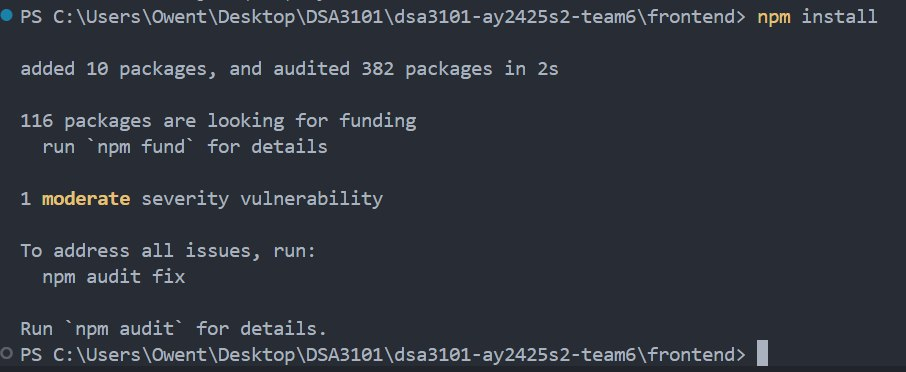 PS C:\Users\Owent\Desktop\DSA3101\dsa3101-ay2425s2-team6\frontend> npm install
added 10 packages, and audited 382 packages in 2s
116 packages are looking for funding
run `npm fund` for details
1 moderate severity vulnerability
To address all issues, run:
npm audit fix
Run `npm audit` for details.
PS C:\Users\Owent\Desktop\DSA3101\dsa3101-ay2425s2-team6\frontend>